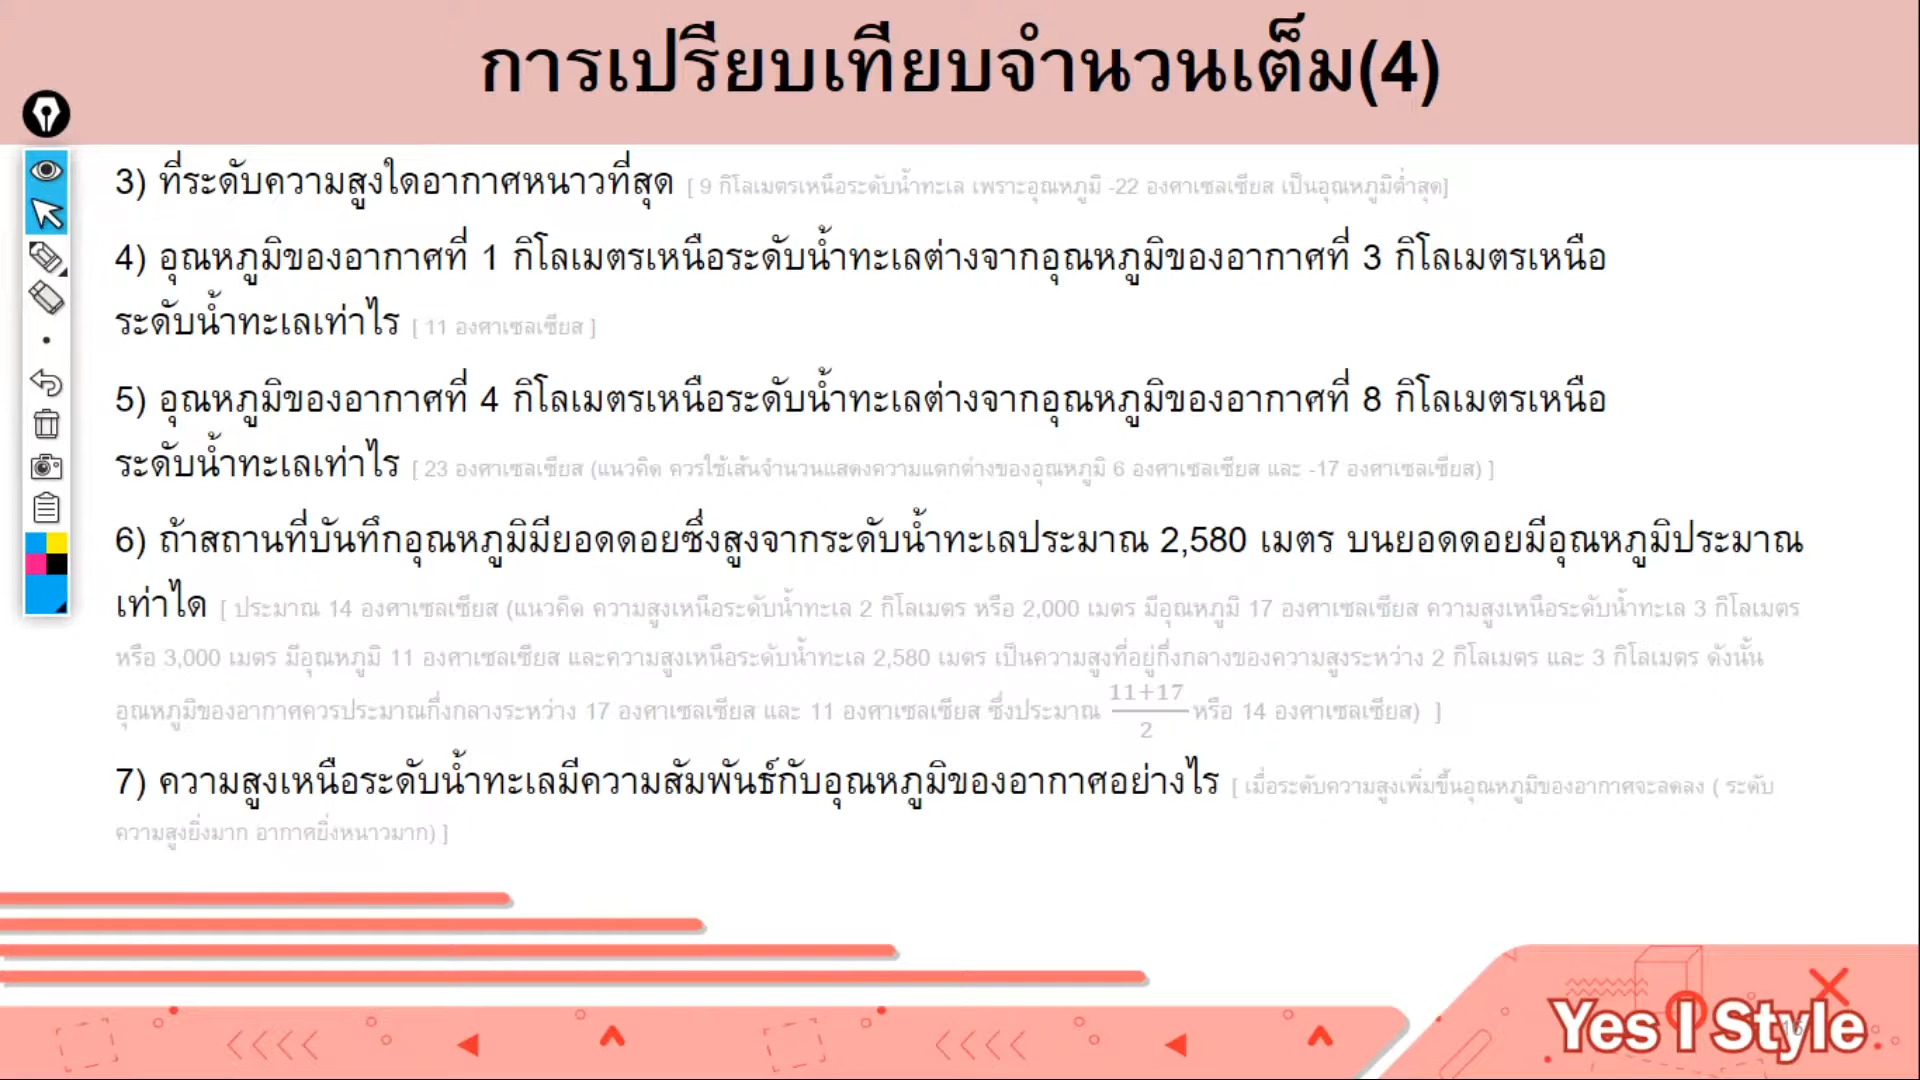 การเปรียบเทียบจำนวนเต็ม(4)
3) ที่ระดับความสูงใดอากาศหนาวที่สุด [ 9 กิโลเมตรเหนือระดับน้ำทะเล เพราะอุณหภูมิ -22 องศาเซลเซียส เป็นอุณหภูมิต่ำสุด]
4) อุณหภูมิของอากาศที่ 1 กิโลเมตรเหนือระดับน้ำทะเลต่างจากอุณหภูมิของอากาศที่ 3 กิโลเมตรเหนือ
ระดับน้ำทะเลเท่าไร [ 11 องศาเซลเซียส ]
5) อุณหภูมิของอากาศที่ 4 กิโลเมตรเหนือระดับน้ำทะเลต่างจากอุณหภูมิของอากาศที่ 8 กิโลเมตรเหนือ
ระดับน้ำทะเลเท่าไร [ 23 องศาเซลเซียส (แนวคิด ควรใช้เส้นจำนวนแสดงความแตกต่างของอุณหภูมิ 6 องศาเซลเซียส และ -17 องศาเซลเซียส) ]
6) ถ้าสถานที่บันทึกอุณหภูมิมียอดดอยซึ่งสูงจากระดับน้ำทะเลประมาณ 2,580 เมตร บนยอดดอยมีอุณหภูมิประมาณ
เท่าได [ ประมาณ 14 องศาเซลเซียส (แนวคิด ความสูงเหนือระดับน้ำทะเล 2 กิโลเมตร หรือ 2,000 เมตร มีอุณหภูมิ 17 องศาเซลเซียส ความสูงเหนือระดับน้ำทะเล 3 กิโลเมตร
หรือ 3,000 เมตร มีอุณหภูมิ 11 องศาเซลเซียส และความสูงเหนือระดับน้ำทะเล 2,580 เมตร เป็นความสูงที่อยู่กึ่งกลางของความสูงระหว่าง 2 กิโลเมตร และ 3 กิโลเมตร ดังนั้น
อุณหภูมิของอากาศควรประมาณกึ่งกลางระหว่าง 17 องศาเซลเซียส และ 11 องศาเซลเซียส ซึ่งประมาณ 11+17/2 หรือ 14 องศาเซลเซียส) ]
7) ความสูงเหนือระดับน้ำทะเลมีความสัมพันธ์กับอุณหภูมิของอากาศอย่างไร [ เมื่อระดับความสูงเพิ่มขึ้นอุณหภูมิของอากาศจะลดลง ( ระดับ
ความสูงยิ่งมาก อากาศยิ่งหนาวมาก) ]
Yes I Style